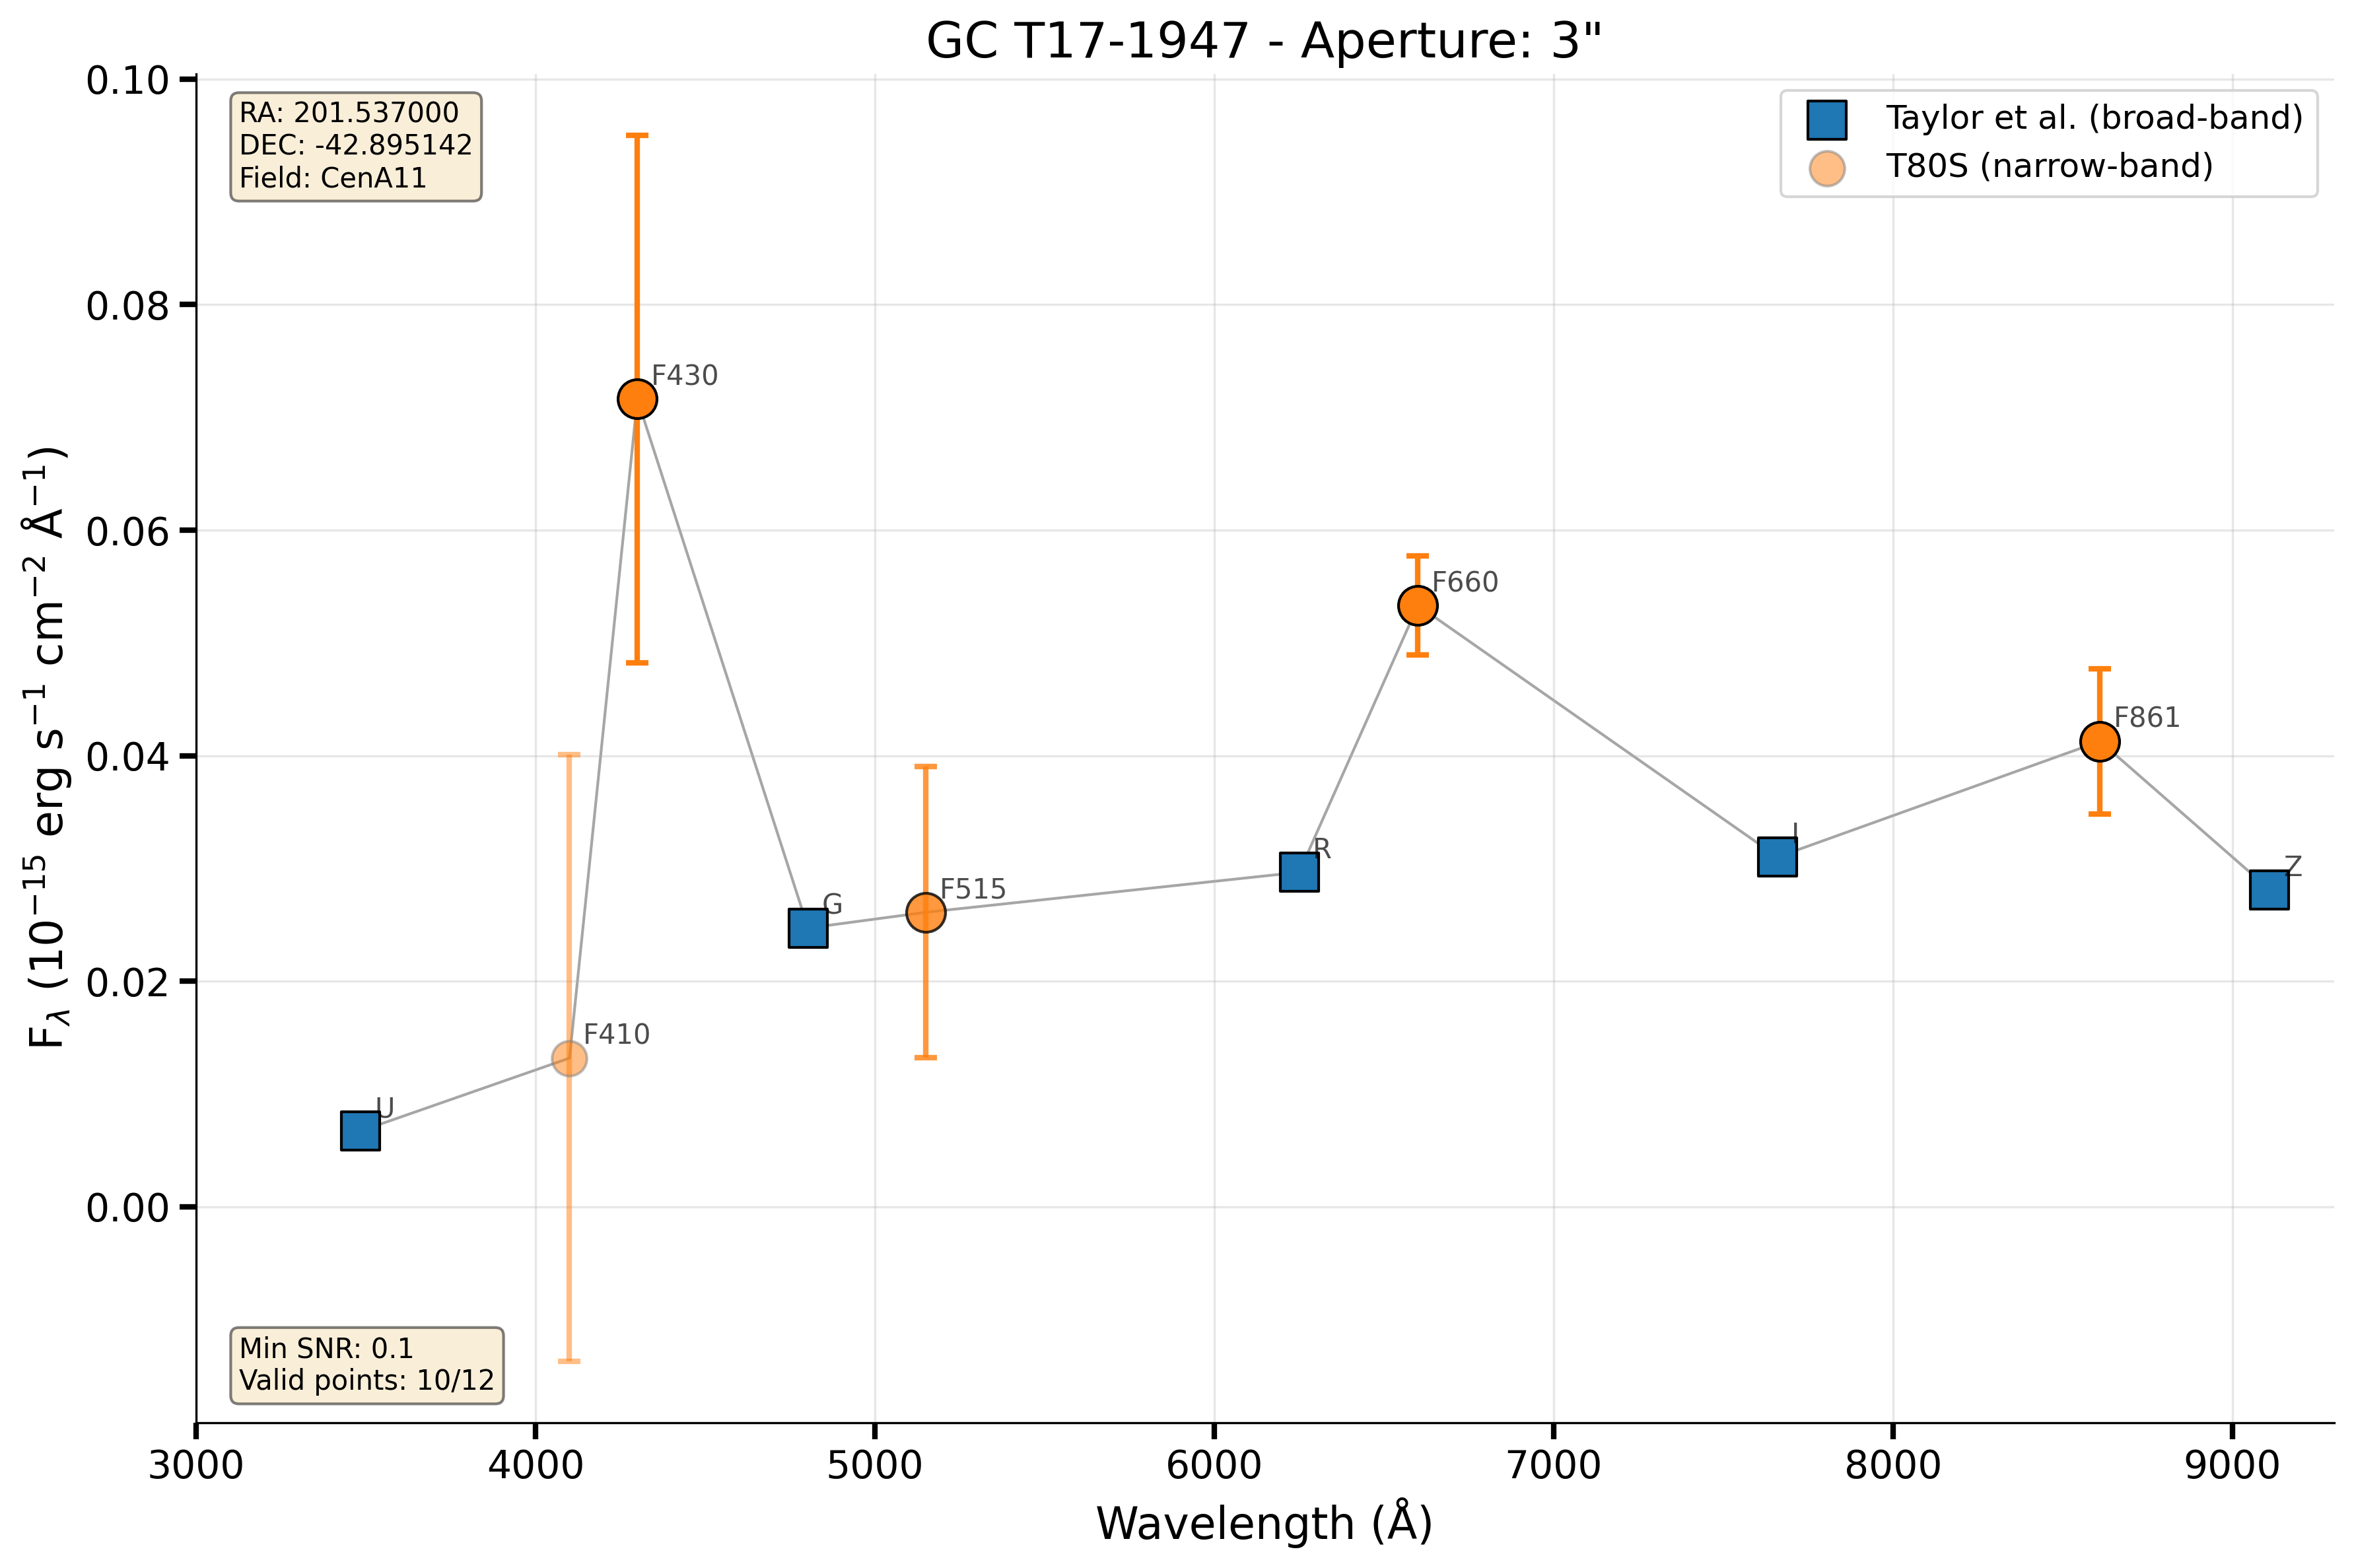 GC T17-1947 - Aperture: 3"
RA: 201.537000
DEC: -42.895142
Field: CenA11
Taylor et al. (broad-band)
T80S (narrow-band)
0.10
0.08
0.06
0.04
0.02
0.00
F_λ (10⁻¹⁵ erg s⁻¹ cm⁻² Å⁻¹)
F430
F660
F861
F515
F410
U
G
R
I
Z
Min SNR: 0.1
Valid points: 10/12
3000 4000 5000 6000 7000 8000 9000
Wavelength (Å)